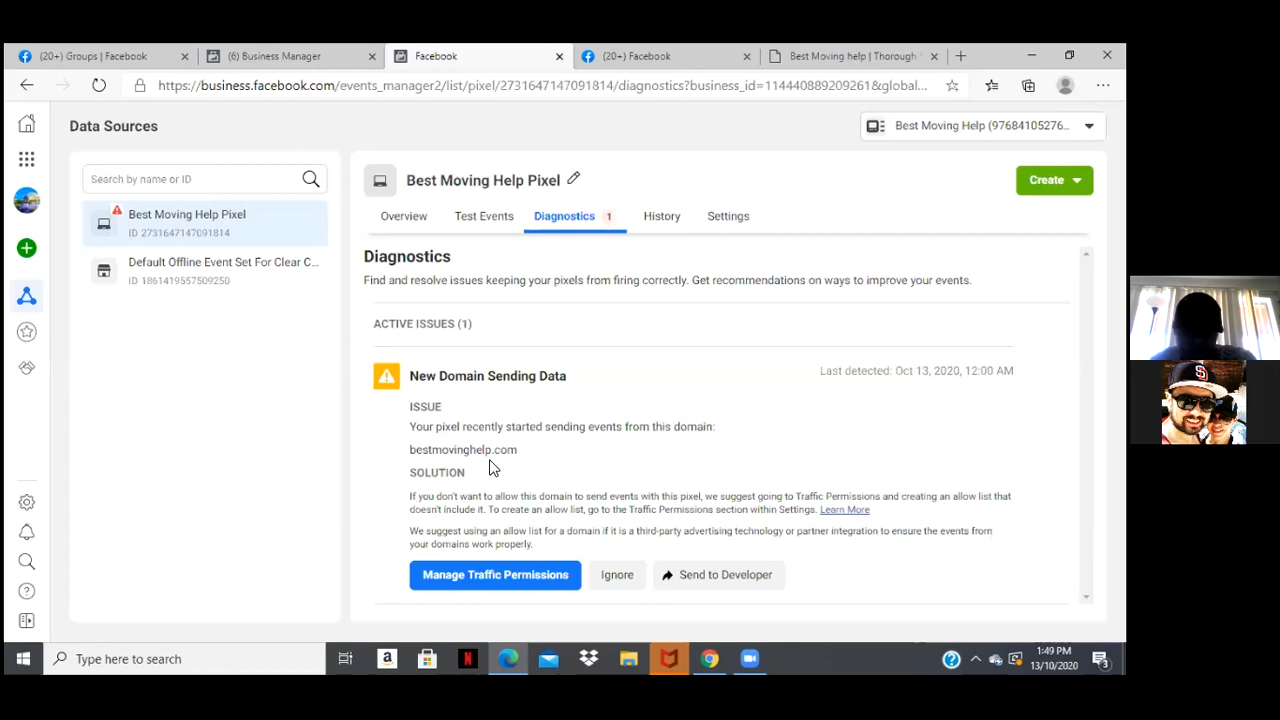 (20+) Groups | Facebook
(6) Business Manager
Facebook
(20+) Facebook
Best Moving help | Thorough
https://business.facebook.com/events_manager2/list/pixel/2731647147091814/diagnostics?business_id=114440889209261&global...
Data Sources
Best Moving Help (97684105276...
Search by name or ID
Best Moving Help Pixel
ID 2731647147091814
Default Offline Event Set For Clear C...
ID 1861419557509250
Best Moving Help Pixel
Create
Overview
Test Events
Diagnostics 1
History
Settings
Diagnostics
Find and resolve issues keeping your pixels from firing correctly. Get recommendations on ways to improve your events.
ACTIVE ISSUES (1)
New Domain Sending Data
Last detected: Oct 13, 2020, 12:00 AM
ISSUE
Your pixel recently started sending events from this domain:
bestmovinghelp.com
SOLUTION
If you don't want to allow this domain to send events with this pixel, we suggest going to Traffic Permissions and creating an allow list that
doesn't include it. To create an allow list, go to the Traffic Permissions section within Settings. Learn More
We suggest using an allow list for a domain if it is a third-party advertising technology or partner integration to ensure the events from
your domains work properly.
Manage Traffic Permissions
Ignore
Send to Developer
Type here to search
1:49 PM
13/10/2020
3